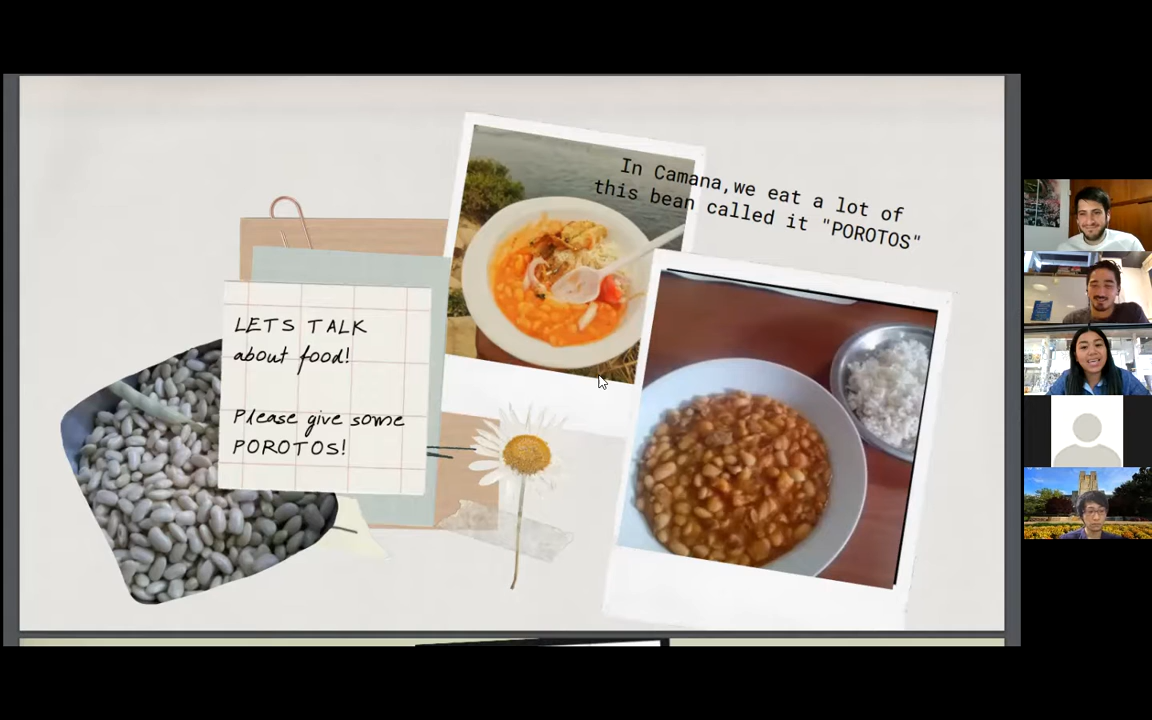 In Camana,we eat a lot of
this bean called it "POROTOS"
LETS TALK
about food!
Please give some
POROTOS!